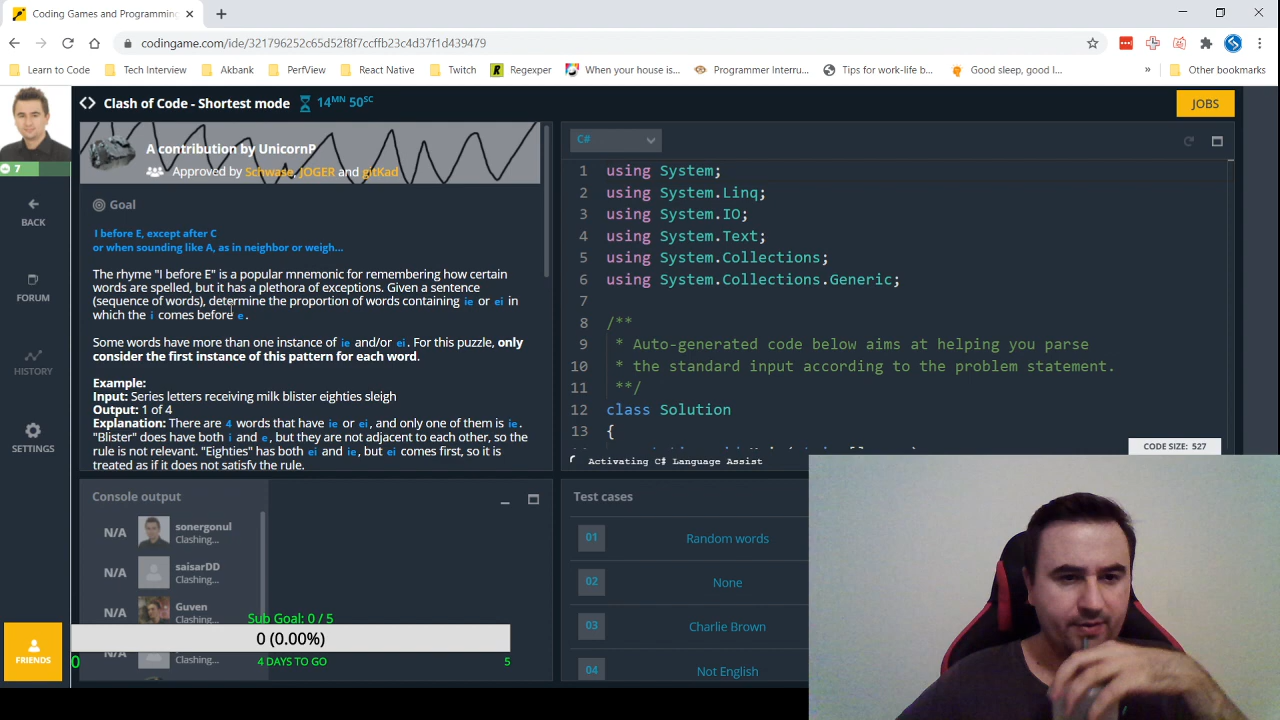 Coding Games and Programming
codingame.com/ide/321796252c65d52f8f7ccffb23c4d37f1d439479
Learn to Code
Tech Interview
Akbank
PerfView
React Native
Twitch
Regexper
When your house is...
Programmer Interru...
Tips for work-life b...
Good sleep, good l...
»
Other bookmarks
Clash of Code - Shortest mode
14MN 50SC
JOBS
7
BACK
FORUM
HISTORY
SETTINGS
FRIENDS
A contribution by UnicornP
Approved by Schwase, JOGER and gitKad
Goal
I before E, except after C
or when sounding like A, as in neighbor or weigh...
The rhyme "I before E" is a popular mnemonic for remembering how certain
words are spelled, but it has a plethora of exceptions. Given a sentence
(sequence of words), determine the proportion of words containing ie or ei in
which the i comes before e.
Some words have more than one instance of ie and/or ei. For this puzzle, only
consider the first instance of this pattern for each word.
Example:
Input: Series letters receiving milk blister eighties sleigh
Output: 1 of 4
Explanation: There are 4 words that have ie or ei, and only one of them is ie.
"Blister" does have both i and e, but they are not adjacent to each other, so the
rule is not relevant. "Eighties" has both ei and ie, but ei comes first so it is
treated as if it does not satisfy the rule.
C#
1 using System;
2 using System.Linq;
3 using System.IO;
4 using System.Text;
5 using System.Collections;
6 using System.Collections.Generic;
7
8 /**
9 * Auto-generated code below aims at helping you parse
10 * the standard input according to the problem statement.
11 **/
12 class Solution
13 {
CODE SIZE: 527
Activating C# Language Assist
Console output
N/A
sonergonul
Clashing...
N/A
saisarDD
Clashing...
N/A
Guven
Clashing...
Clashing...
Sub Goal: 0 / 5
0 (0.00%)
0
4 DAYS TO GO
5
Test cases
01
Random words
02
None
03
Charlie Brown
04
Not English